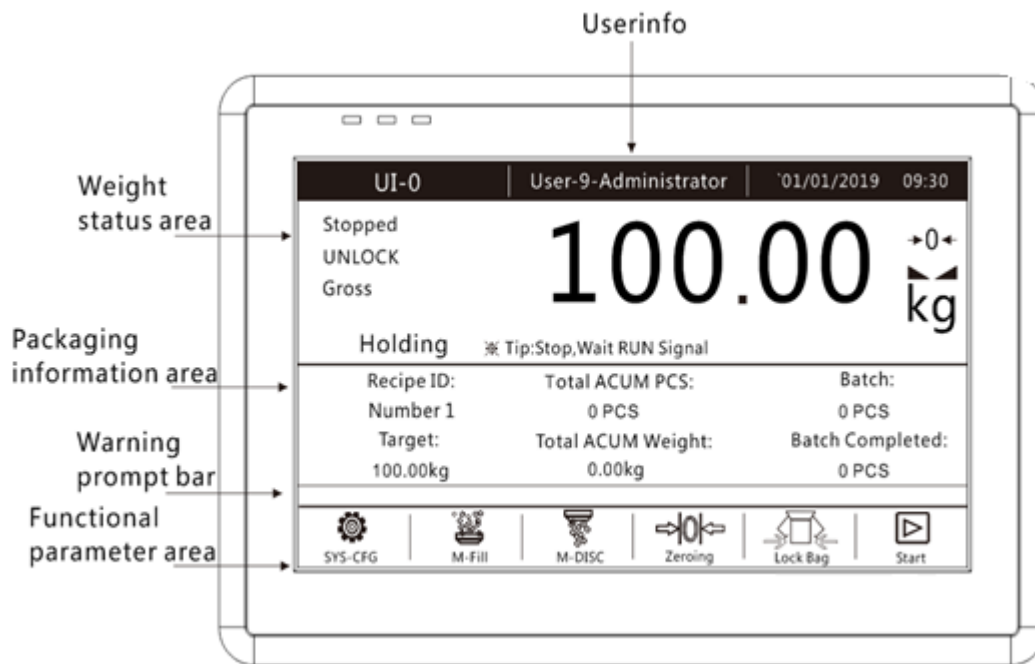 Userinfo
UI-0 User-9-Administrator `01/01/2019 09:30
Weight
status area
Stopped
UNLOCK
Gross
100.00
→0←
kg
Holding ※ Tip:Stop,Wait RUN Signal
Packaging
information area
Recipe ID: Total ACUM PCS: Batch:
Number 1 0 PCS 0 PCS
Target: Total ACUM Weight: Batch Completed:
100.00kg 0.00kg 0 PCS
Warning
prompt bar
Functional
parameter area
0
SYS-CFG M-Fill M-DISC Zeroing Lock Bag Start